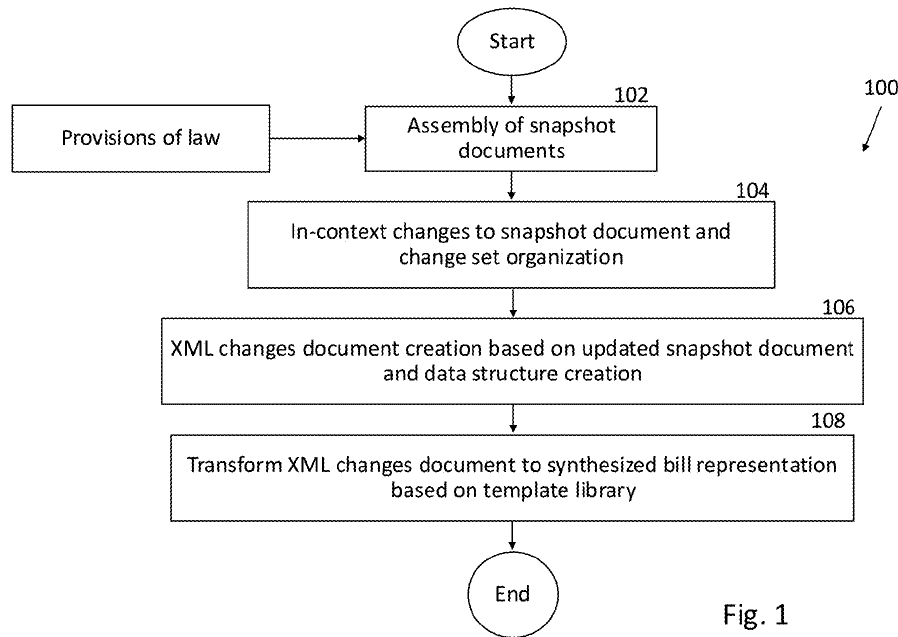 Start
100
102
Provisions of law
Assembly of snapshot
documents
104
In-context changes to snapshot document and
change set organization
106
XML changes document creation based on updated snapshot document
and data structure creation
108
Transform XML changes document to synthesized bill representation
based on template library
End
Fig. 1